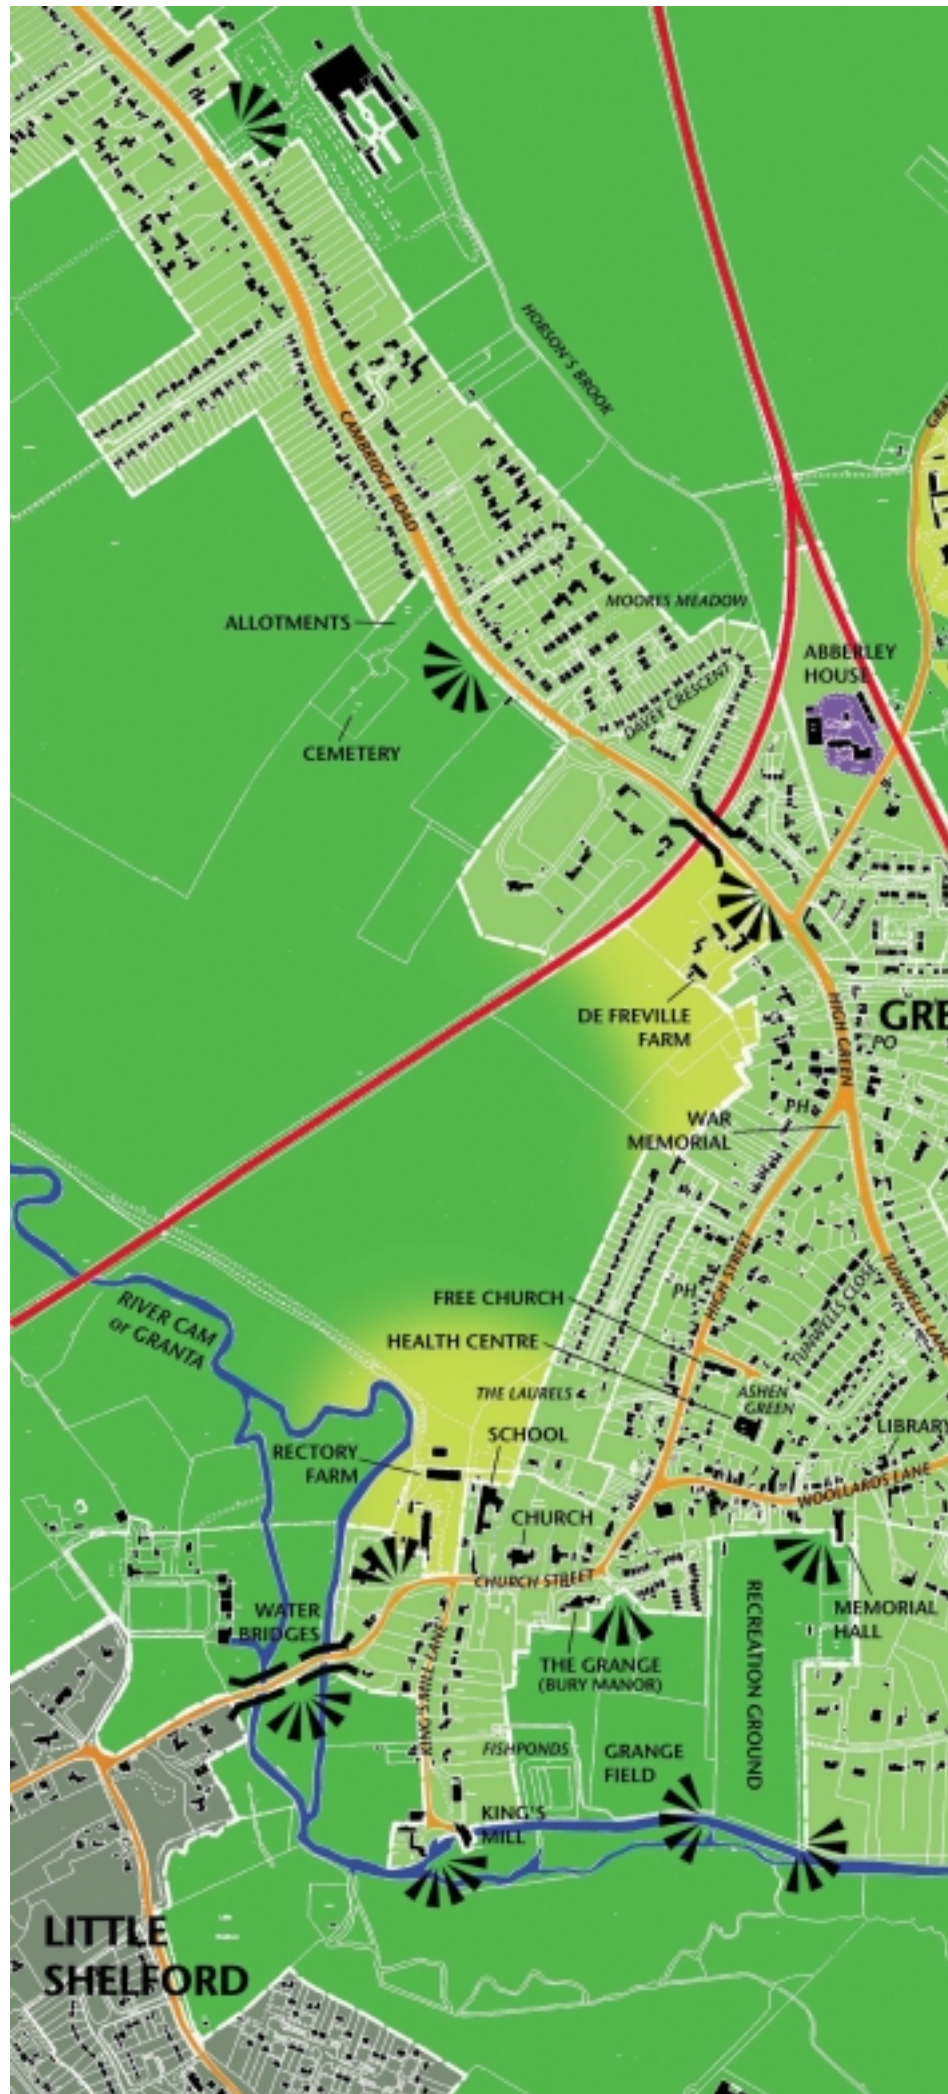 HOBSON'S BROOK
GRA
CAMBRIDGE ROAD
MOORES MEADOW
ALLOTMENTS
ABBERLEY
HOUSE
DAVEY CRESCENT
CEMETERY
DE FREVILLE
FARM
HIGH GREEN
GRE
PO
PH
WAR
MEMORIAL
RIVER CAM
or GRANTA
FREE CHURCH
PH
HIGH STREET
TUNWELLS CLOSE
TUNWELLS LANE
HEALTH CENTRE
THE LAURELS
ASHEN
GREEN
LIBRARY
SCHOOL
RECTORY
FARM
WOOLLARDS LANE
CHURCH
CHURCH STREET
WATER
BRIDGES
KING'S MILL LANE
THE GRANGE
(BURY MANOR)
RECREATION GROUND
MEMORIAL
HALL
FISHPONDS
GRANGE
FIELD
KING'S
MILL
LITTLE
SHELFORD